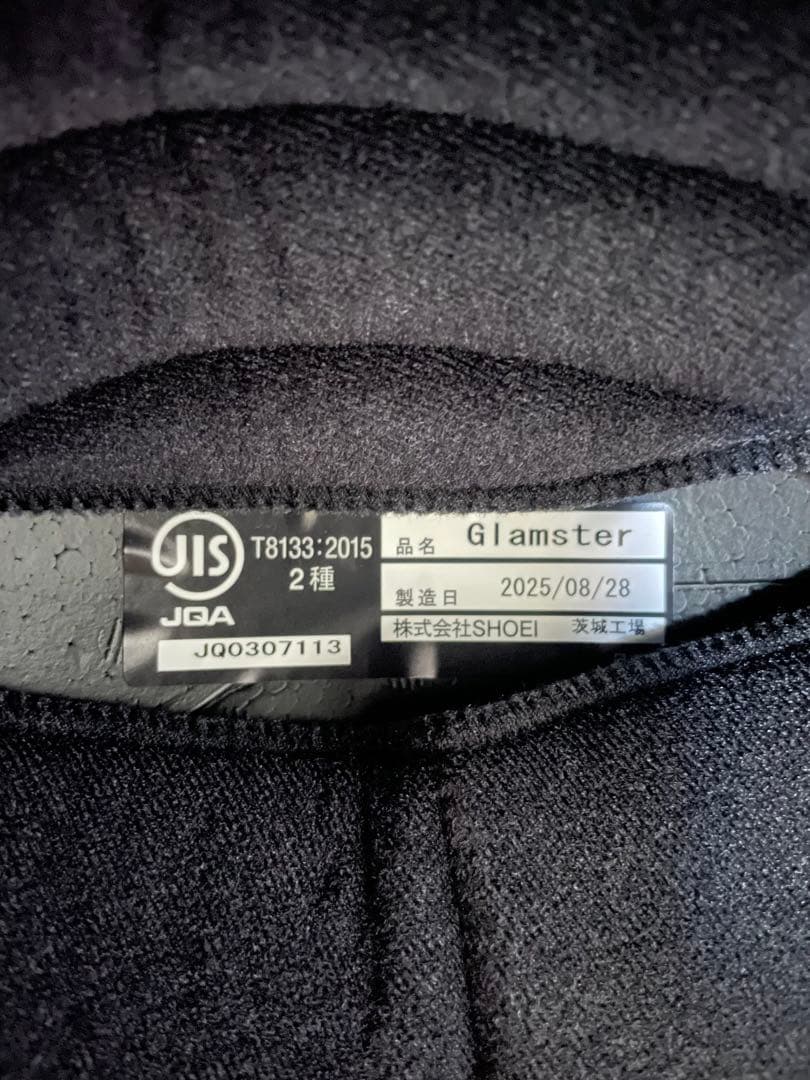 JIS
T8133:2015
2種
JQA
JQ0307113
品名 Glamster
製造日 2025/08/28
株式会社SHOEI 茨城工場